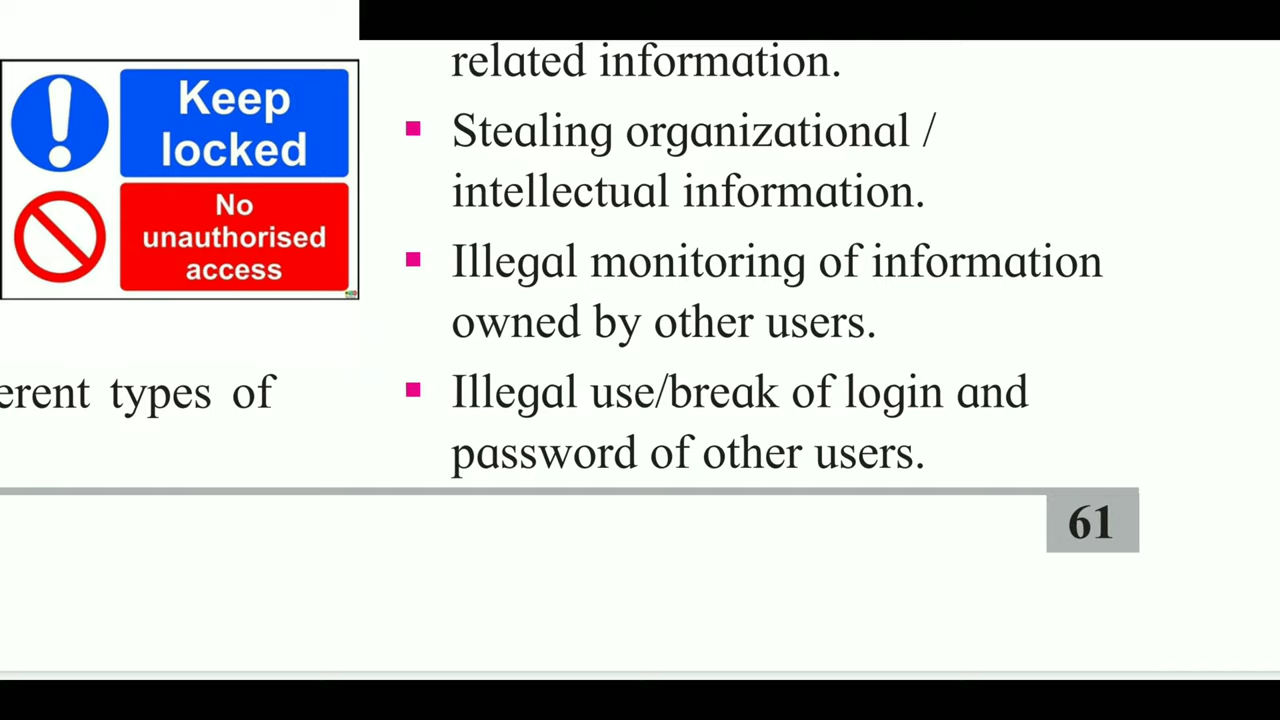 Keep
locked
No
unauthorised
access
erent types of
related information.
Stealing organizational /
intellectual information.
Illegal monitoring of information
owned by other users.
Illegal use/break of login and
password of other users.
61